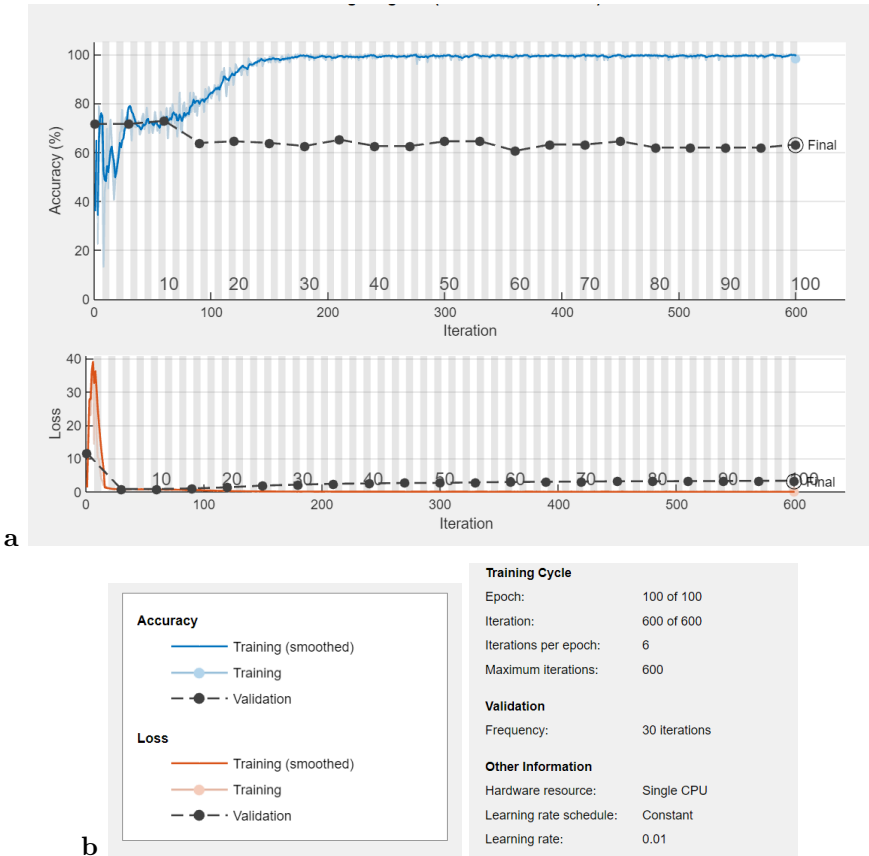 100
80
60
40
20
0
Accuracy (%)
Final
10 20 30 40 50 60 70 80 90 100
0 100 200 300 400 500 600
Iteration
40
30
20
10
0
Loss
10 20 30 40 50 60 70 80 90 100
Final
0 100 200 300 400 500 600
Iteration
a
Accuracy
Training (smoothed)
Training
Validation
Loss
Training (smoothed)
Training
Validation
b
Training Cycle
Epoch: 100 of 100
Iteration: 600 of 600
Iterations per epoch: 6
Maximum iterations: 600
Validation
Frequency: 30 iterations
Other Information
Hardware resource: Single CPU
Learning rate schedule: Constant
Learning rate: 0.01